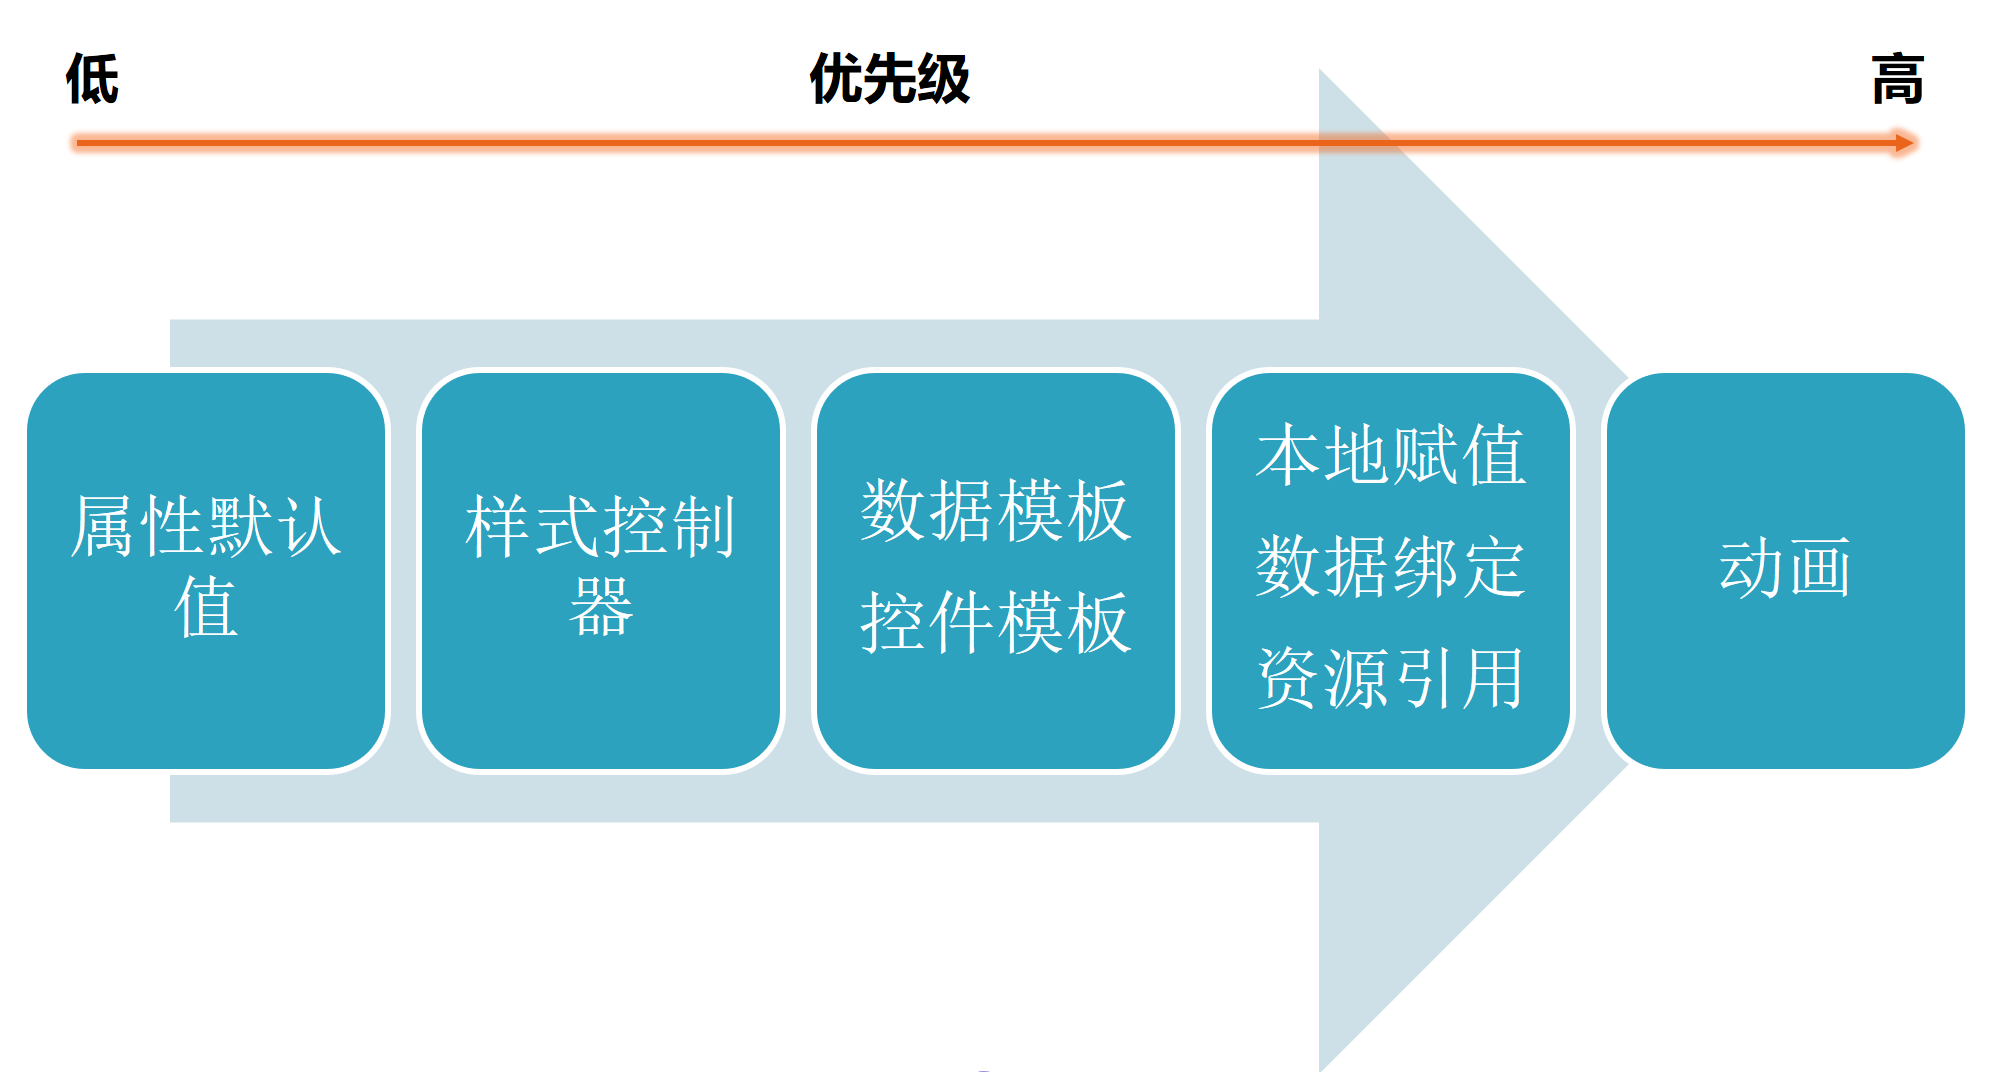 低
优先级
高
属性默认
值
样式控制
器
数据模板
控件模板
本地赋值
数据绑定
资源引用
动画